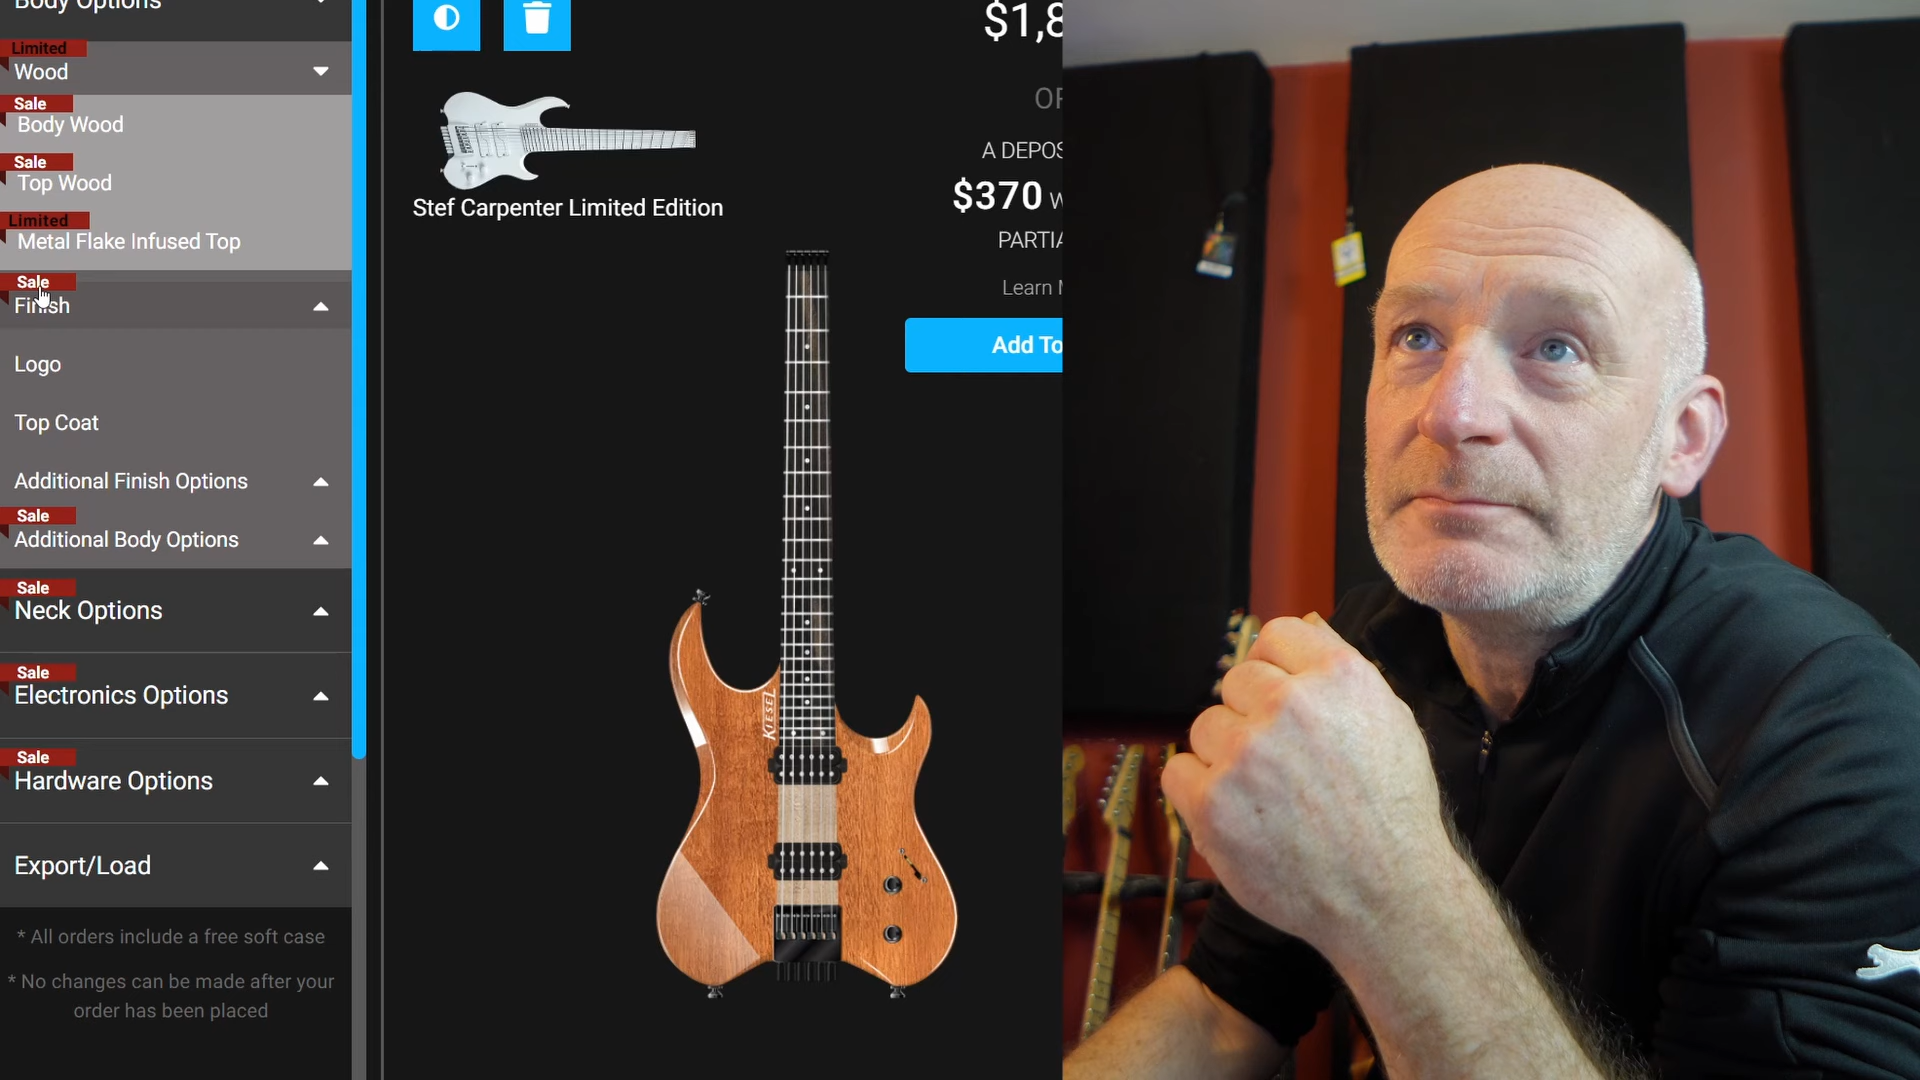 Body Options
Limited
Wood
Sale
Body Wood
Sale
Top Wood
Limited
Metal Flake Infused Top
Sale
Finish
Logo
Top Coat
Additional Finish Options
Sale
Additional Body Options
Sale
Neck Options
Sale
Electronics Options
Sale
Hardware Options
Export/Load
* All orders include a free soft case
* No changes can be made after your
order has been placed
Stef Carpenter Limited Edition
$1,8
OR
A DEPOS
$370 W
PARTIA
Learn M
Add To
KIESEL